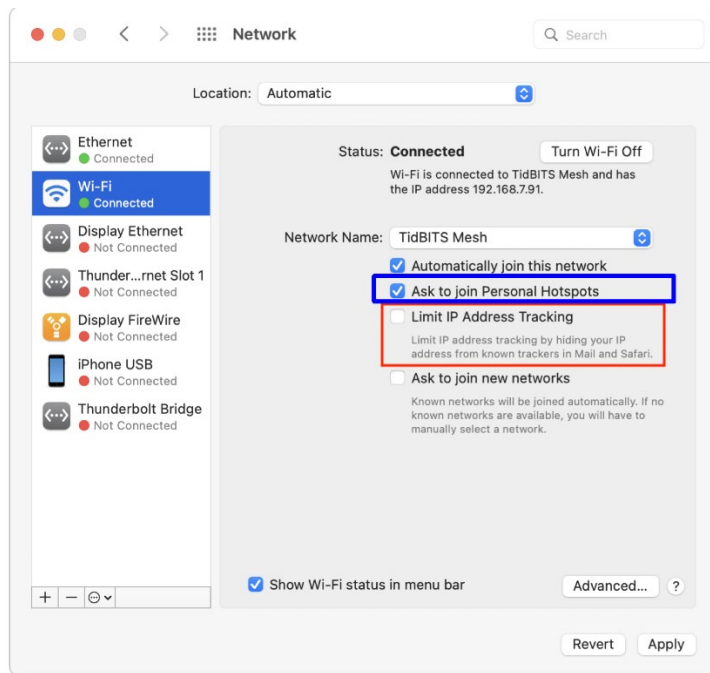 Network
Search
Location: Automatic
Ethernet
Connected
Wi-Fi
Connected
Display Ethernet
Not Connected
Thunder...rnet Slot 1
Not Connected
Display FireWire
Not Connected
iPhone USB
Not Connected
Thunderbolt Bridge
Not Connected
Status: Connected
Turn Wi-Fi Off
Wi-Fi is connected to TidBITS Mesh and has
the IP address 192.168.7.91.
Network Name: TidBITS Mesh
Automatically join this network
Ask to join Personal Hotspots
Limit IP Address Tracking
Limit IP address tracking by hiding your IP
address from known trackers in Mail and Safari.
Ask to join new networks
Known networks will be joined automatically. If no
known networks are available, you will have to
manually select a network.
Show Wi-Fi status in menu bar
Advanced...
?
Revert
Apply